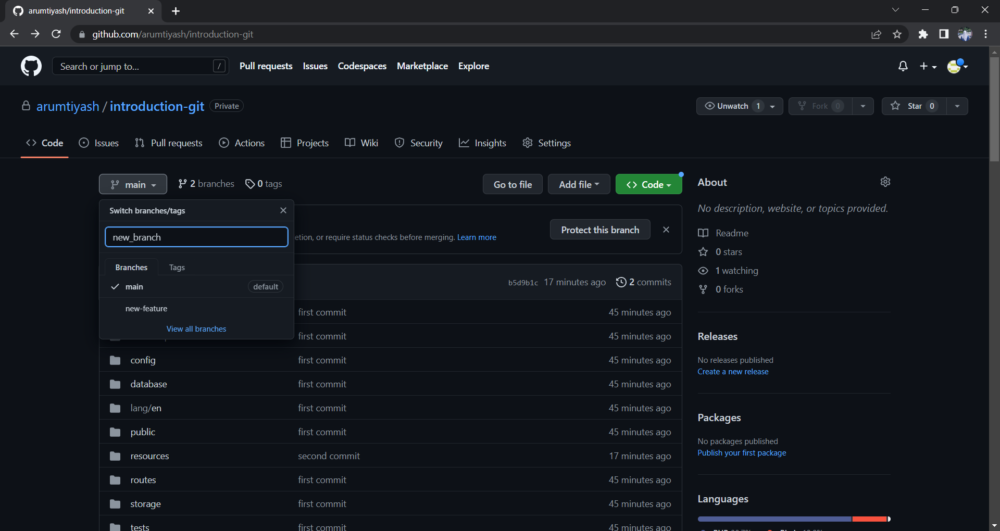 arumtiyash/introduction-git
github.com/arumtiyash/introduction-git
Search or jump to... /
Pull requests Issues Codespaces Marketplace Explore
arumtiyash / introduction-git Private
Unwatch 1 Fork 0 Star 0
Code Issues Pull requests Actions Projects Wiki Security Insights Settings
main 2 branches 0 tags Go to file Add file Code
Switch branches/tags
new_branch
Branches Tags
main default
new-feature
View all branches
Protect this branch
etion, or require status checks before merging. Learn more
b5d9b1c 17 minutes ago 2 commits
first commit 45 minutes ago
first commit 45 minutes ago
config first commit 45 minutes ago
database first commit 45 minutes ago
lang/en first commit 45 minutes ago
public first commit 45 minutes ago
resources second commit 17 minutes ago
routes first commit 45 minutes ago
storage first commit 45 minutes ago
tests first commit 45 minutes ago
About
No description, website, or topics provided.
Readme
0 stars
1 watching
0 forks
Releases
No releases published
Create a new release
Packages
No packages published
Publish your first package
Languages